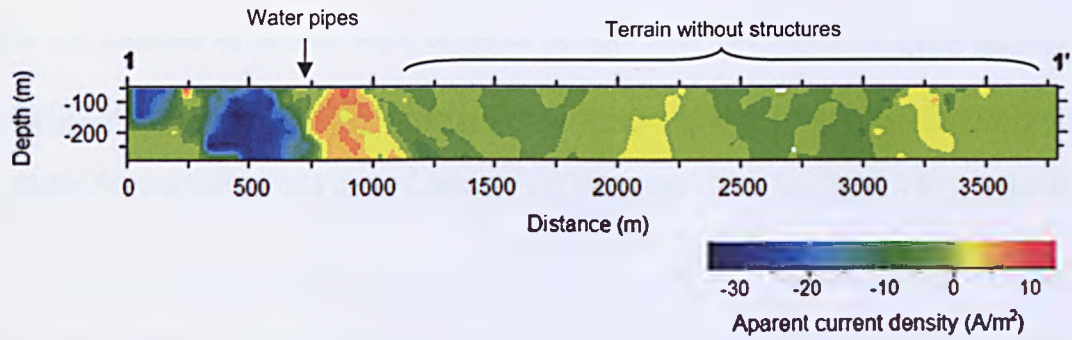 Water pipes
Terrain without structures
1 1'
Depth (m)
-100
-200
0 500 1000 1500 2000 2500 3000 3500
Distance (m)
-30 -20 -10 0 10
Apparent current density (A/m²)